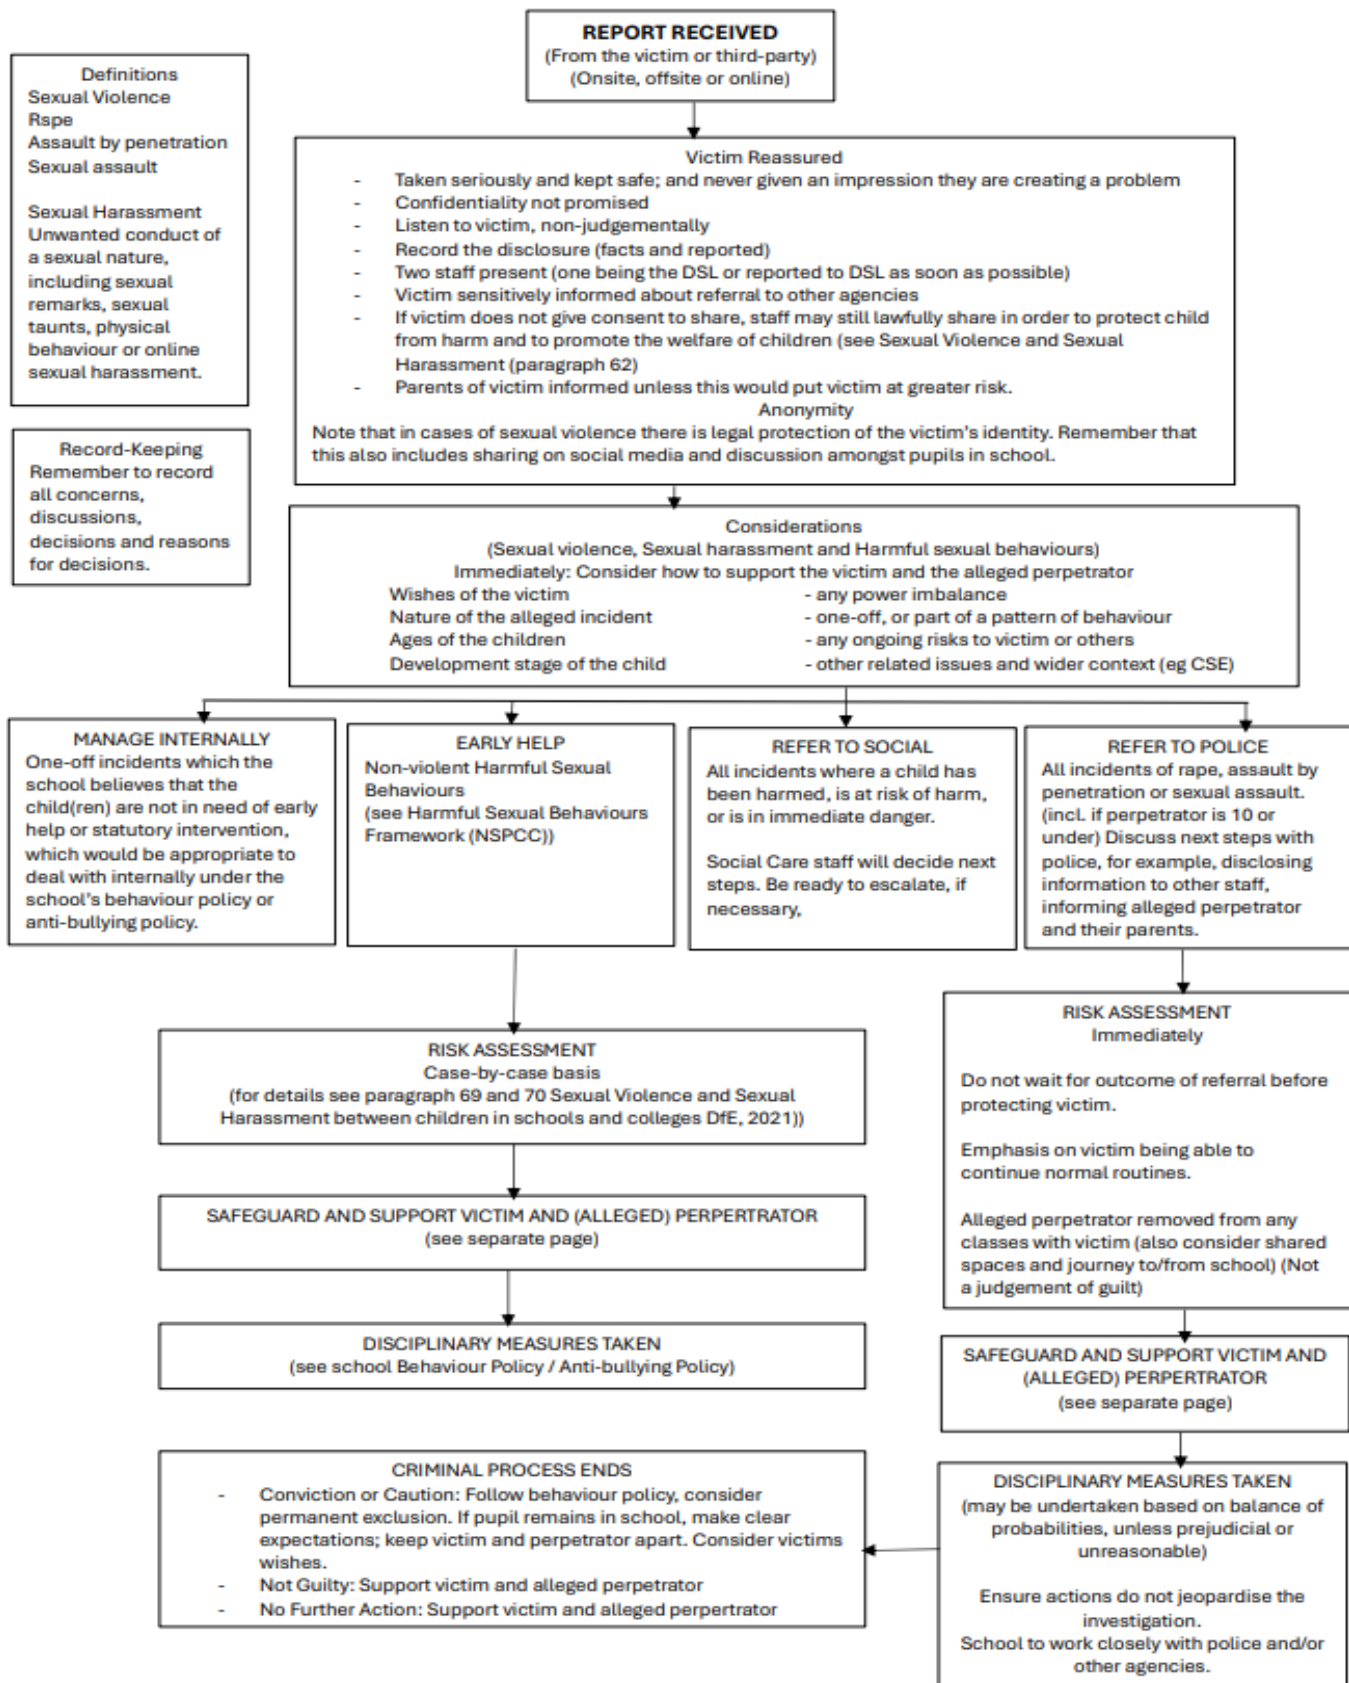 REPORT RECEIVED
(From the victim or third-party)
(Onsite, offsite or online)
Definitions
Sexual Violence
Rspe
Assault by penetration
Sexual assault
Sexual Harassment
Unwanted conduct of
a sexual nature,
including sexual
remarks, sexual
taunts, physical
behaviour or online
sexual harassment.
Record-Keeping
Remember to record
all concerns,
discussions,
decisions and reasons
for decisions.
Victim Reassured
- Taken seriously and kept safe; and never given an impression they are creating a problem
- Confidentiality not promised
- Listen to victim, non-judgementally
- Record the disclosure (facts and reported)
- Two staff present (one being the DSL or reported to DSL as soon as possible)
- Victim sensitively informed about referral to other agencies
- If victim does not give consent to share, staff may still lawfully share in order to protect child
from harm and to promote the welfare of children (see Sexual Violence and Sexual
Harassment (paragraph 62)
- Parents of victim informed unless this would put victim at greater risk.
Anonymity
Note that in cases of sexual violence there is legal protection of the victim's identity. Remember that
this also includes sharing on social media and discussion amongst pupils in school.
Considerations
(Sexual violence, Sexual harassment and Harmful sexual behaviours)
Immediately: Consider how to support the victim and the alleged perpetrator
Wishes of the victim - any power imbalance
Nature of the alleged incident - one-off, or part of a pattern of behaviour
Ages of the children - any ongoing risks to victim or others
Development stage of the child - other related issues and wider context (eg CSE)
MANAGE INTERNALLY
One-off incidents which the
school believes that the
child(ren) are not in need of early
help or statutory intervention,
which would be appropriate to
deal with internally under the
school's behaviour policy or
anti-bullying policy.
EARLY HELP
Non-violent Harmful Sexual
Behaviours
(see Harmful Sexual Behaviours
Framework (NSPCC))
REFER TO SOCIAL
All incidents where a child has
been harmed, is at risk of harm,
or is in immediate danger.
Social Care staff will decide next
steps. Be ready to escalate, if
necessary,
REFER TO POLICE
All incidents of rape, assault by
penetration or sexual assault.
(incl. if perpetrator is 10 or
under) Discuss next steps with
police, for example, disclosing
information to other staff,
informing alleged perpetrator
and their parents.
RISK ASSESSMENT
Case-by-case basis
(for details see paragraph 69 and 70 Sexual Violence and Sexual
Harassment between children in schools and colleges DfE, 2021))
SAFEGUARD AND SUPPORT VICTIM AND (ALLEGED) PERPERTRATOR
(see separate page)
DISCIPLINARY MEASURES TAKEN
(see school Behaviour Policy / Anti-bullying Policy)
RISK ASSESSMENT
Immediately
Do not wait for outcome of referral before
protecting victim.
Emphasis on victim being able to
continue normal routines.
Alleged perpetrator removed from any
classes with victim (also consider shared
spaces and journey to/from school) (Not
a judgement of guilt)
SAFEGUARD AND SUPPORT VICTIM AND
(ALLEGED) PERPERTRATOR
(see separate page)
DISCIPLINARY MEASURES TAKEN
(may be undertaken based on balance of
probabilities, unless prejudicial or
unreasonable)
Ensure actions do not jeopardise the
investigation.
School to work closely with police and/or
other agencies.
CRIMINAL PROCESS ENDS
- Conviction or Caution: Follow behaviour policy, consider
permanent exclusion. If pupil remains in school, make clear
expectations; keep victim and perpetrator apart. Consider victims
wishes.
- Not Guilty: Support victim and alleged perpetrator
- No Further Action: Support victim and alleged perpertrator